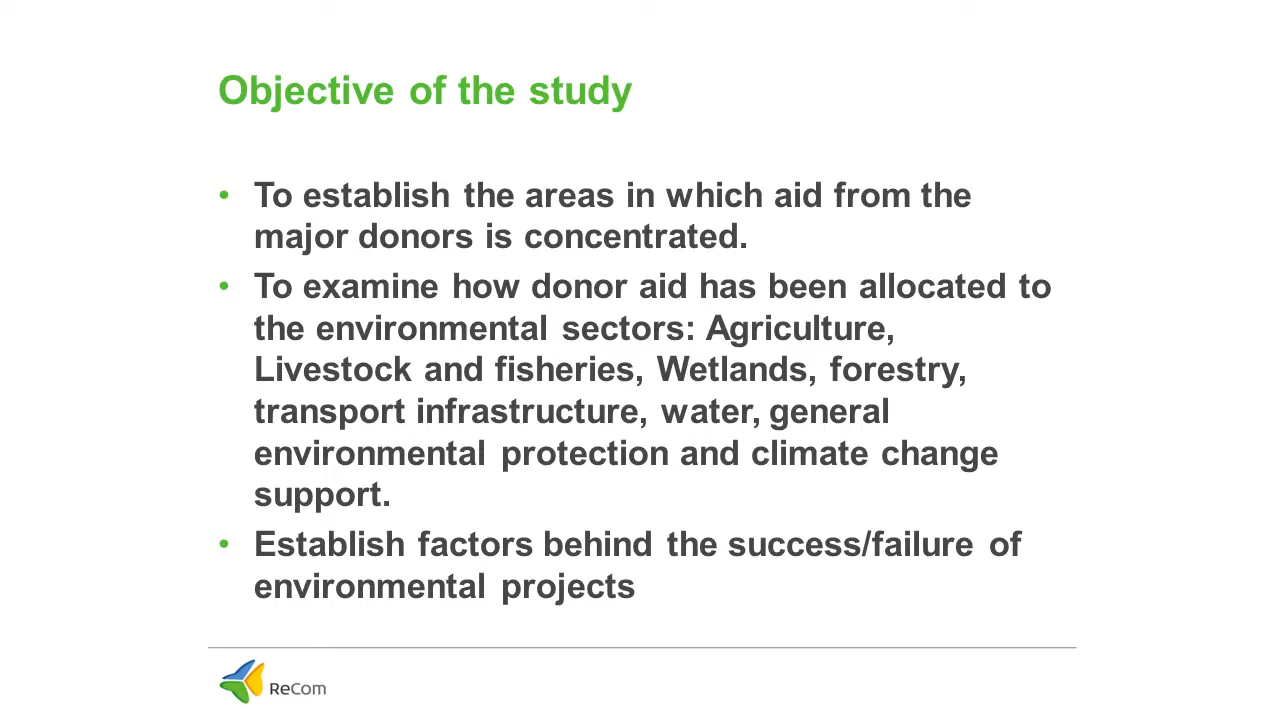 Objective of the study
• To establish the areas in which aid from the
major donors is concentrated.
• To examine how donor aid has been allocated to
the environmental sectors: Agriculture,
Livestock and fisheries, Wetlands, forestry,
transport infrastructure, water, general
environmental protection and climate change
support.
• Establish factors behind the success/failure of
environmental projects
ReCom